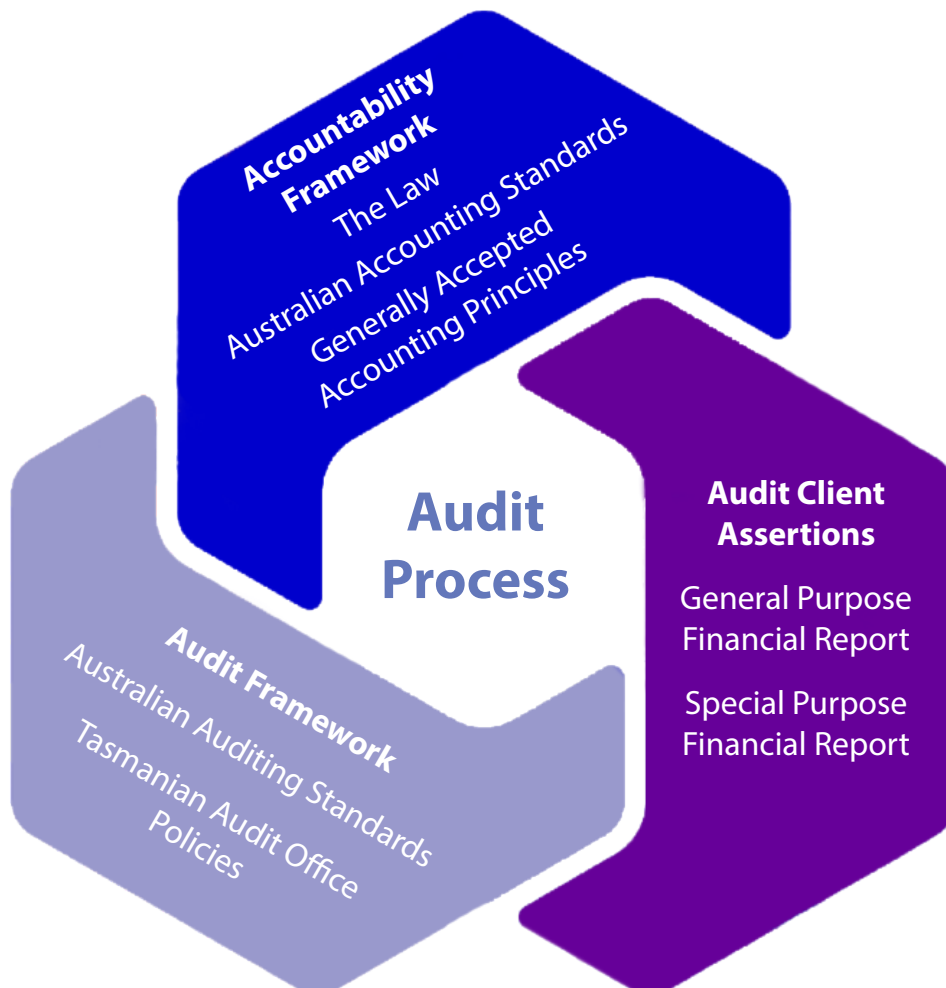 Accountability
Framework
The Law
Australian Accounting Standards
Generally Accepted
Accounting Principles
Audit
Process
Audit Client
Assertions
General Purpose
Financial Report
Special Purpose
Financial Report
Audit Framework
Australian Auditing Standards
Tasmanian Audit Office
Policies